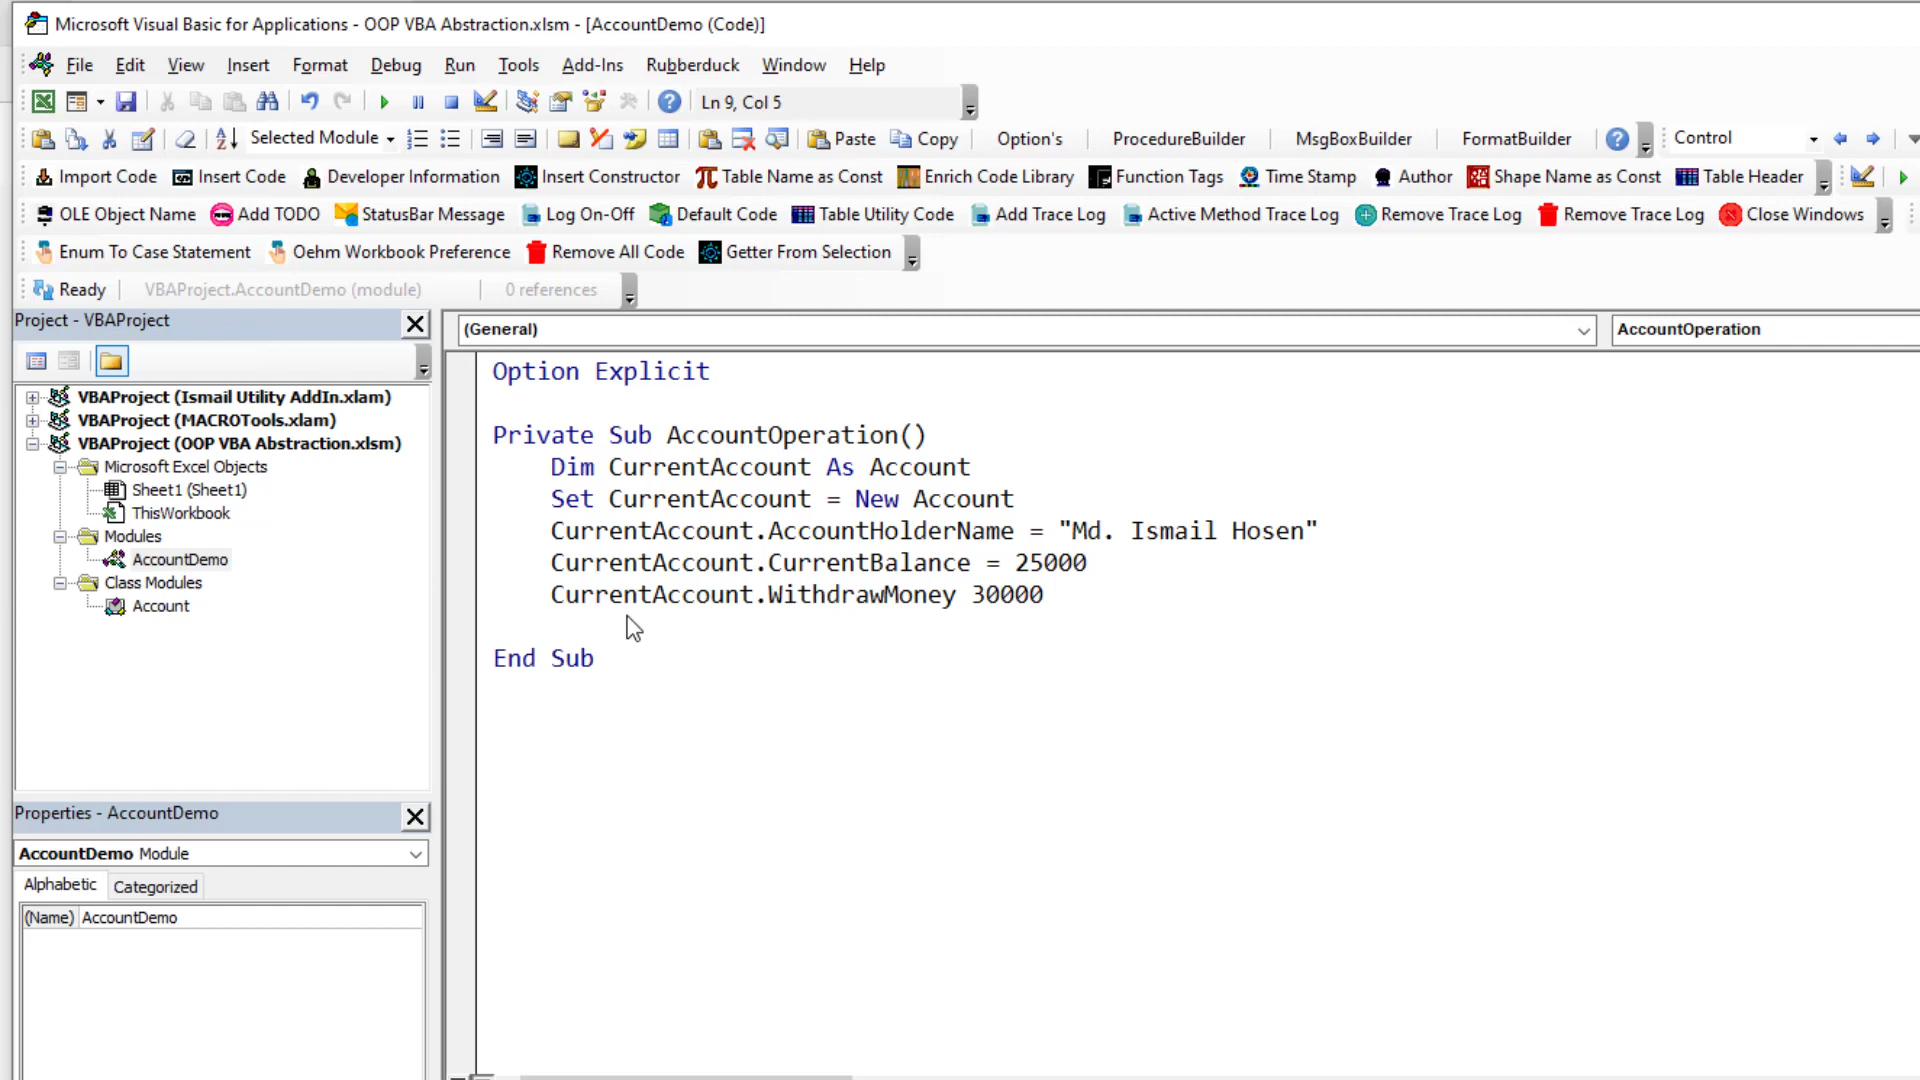 Microsoft Visual Basic for Applications - OOP VBA Abstraction.xlsm - [AccountDemo (Code)]
File Edit View Insert Format Debug Run Tools Add-Ins Rubberduck Window Help
Ln 9, Col 5
Selected Module Paste Copy Option's ProcedureBuilder MsgBoxBuilder FormatBuilder Control
Import Code Insert Code Developer Information Insert Constructor Table Name as Const Enrich Code Library Function Tags Time Stamp Author Shape Name as Const Table Header
OLE Object Name Add TODO StatusBar Message Log On-Off Default Code Table Utility Code Add Trace Log Active Method Trace Log Remove Trace Log Remove Trace Log Close Windows
Enum To Case Statement Oehm Workbook Preference Remove All Code Getter From Selection
Ready VBAProject.AccountDemo (module) 0 references
Project - VBAProject
VBAProject (Ismail Utility AddIn.xlam)
VBAProject (MACROTools.xlam)
VBAProject (OOP VBA Abstraction.xlsm)
Microsoft Excel Objects
Sheet1 (Sheet1)
ThisWorkbook
Modules
AccountDemo
Class Modules
Account
Properties - AccountDemo
AccountDemo Module
Alphabetic Categorized
(Name) AccountDemo
(General) AccountOperation
Option Explicit
Private Sub AccountOperation()
Dim CurrentAccount As Account
Set CurrentAccount = New Account
CurrentAccount.AccountHolderName = "Md. Ismail Hosen"
CurrentAccount.CurrentBalance = 25000
CurrentAccount.WithdrawMoney 30000
End Sub